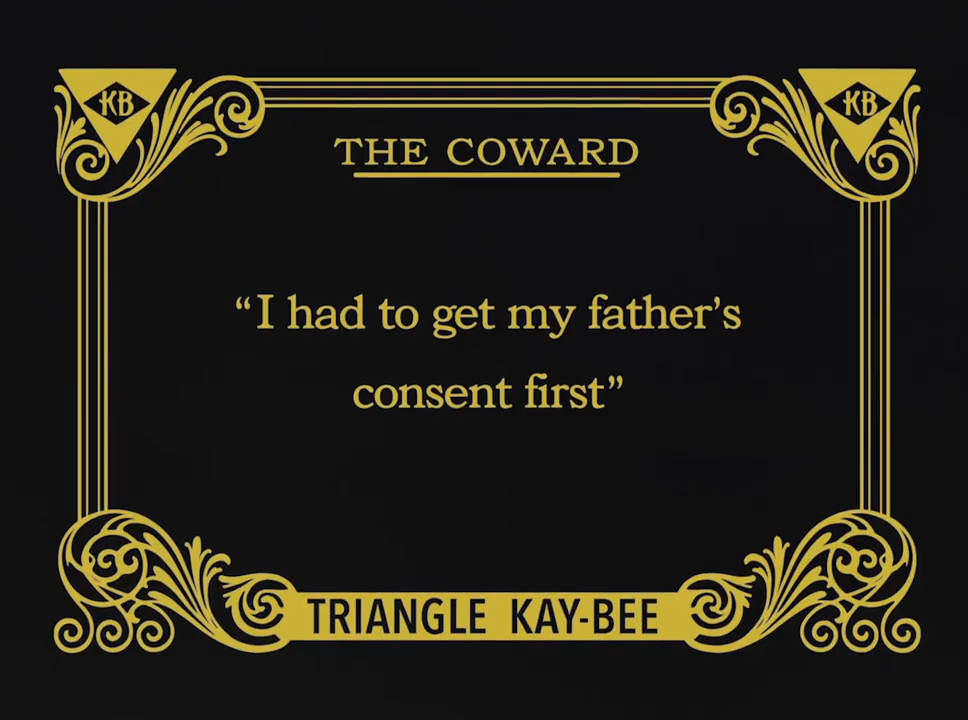 KB KB
THE COWARD
“I had to get my father’s
consent first”
TRIANGLE KAY-BEE